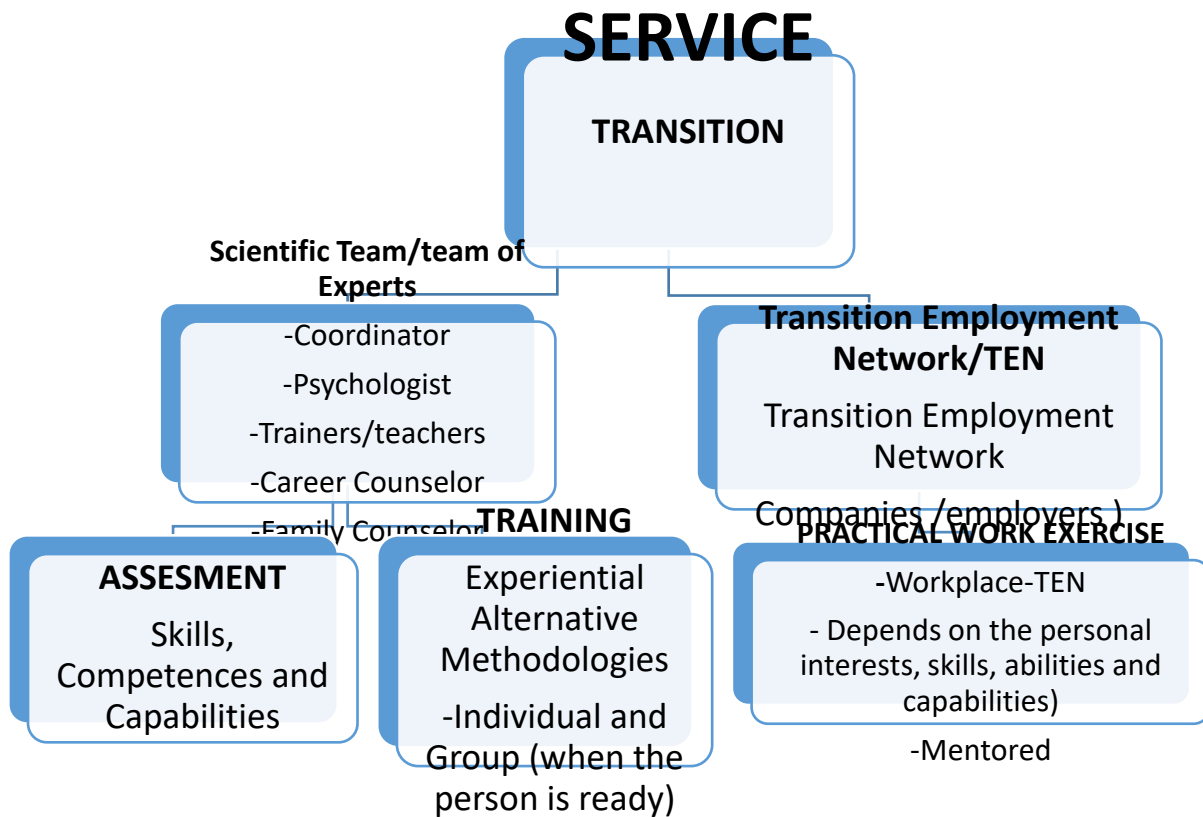 SERVICE
TRANSITION
Scientific Team/team of
Experts
-Coordinator
-Psychologist
-Trainers/teachers
-Career Counselor
-Family Counselor
Transition Employment
Network/TEN
Transition Employment
Network
Companies /employers )
ASSESMENT
Skills,
Competences and
Capabilities
TRAINING
Experiential
Alternative
Methodologies
-Individual and
Group (when the
person is ready)
PRACTICAL WORK EXERCISE
-Workplace-TEN
- Depends on the personal
interests, skills, abilities and
capabilities)
-Mentored